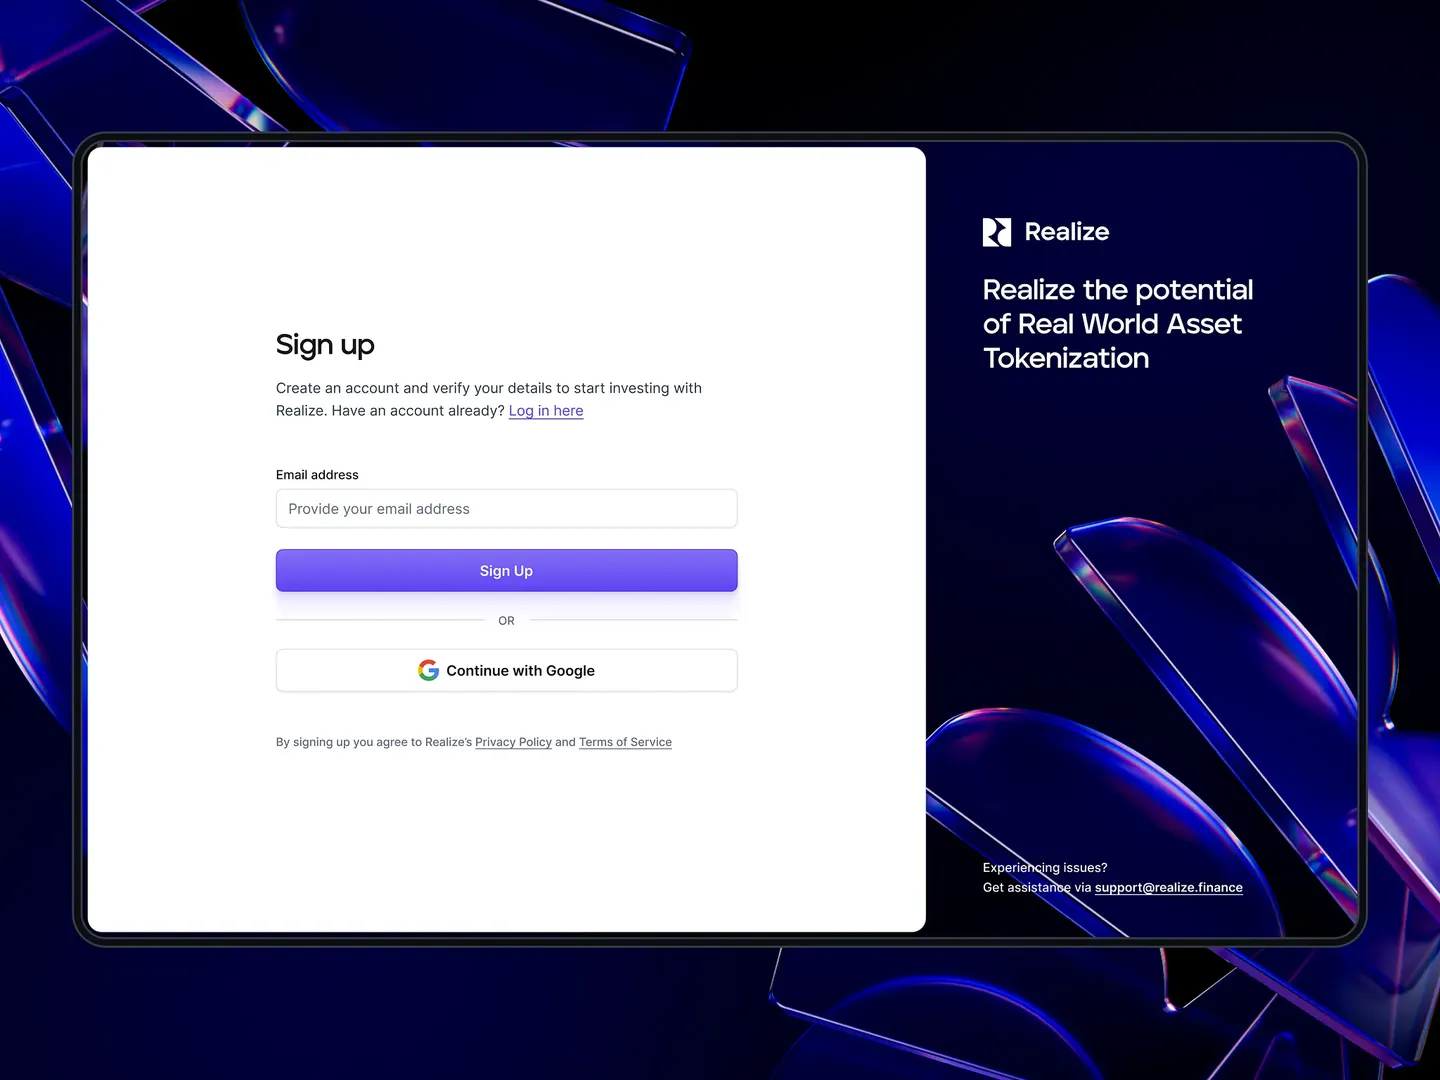 Sign up
Create an account and verify your details to start investing with
Realize. Have an account already? Log in here
Email address
Provide your email address
Sign Up
OR
Continue with Google
By signing up you agree to Realize’s Privacy Policy and Terms of Service
Realize
Realize the potential
of Real World Asset
Tokenization
Experiencing issues?
Get assistance via support@realize.finance